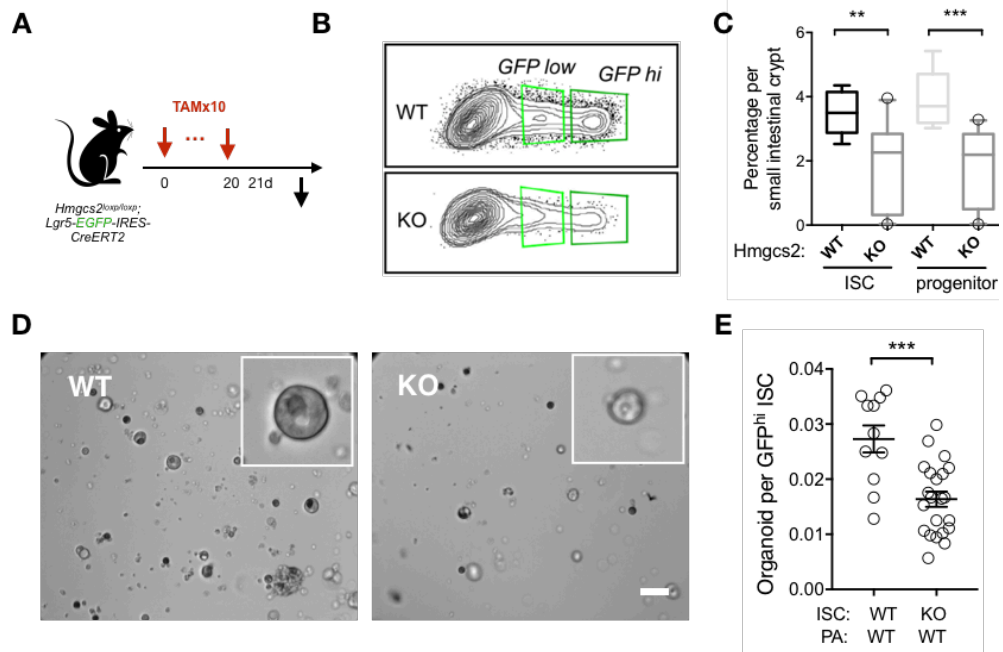 A
TAMx10
...
0
20
21d
Hmgcs2loxp/loxp;
Lgr5-EGFP-IRES-
CreERT2
B
GFP low
GFP hi
WT
KO
C
**
***
Percentage per
small intestinal crypt
6
4
2
0
Hmgcs2:
WT
KO
WT
KO
ISC
progenitor
D
WT
KO
E
***
Organoid per GFPhi ISC
0.04
0.03
0.02
0.01
0.00
ISC: WT KO
PA: WT WT